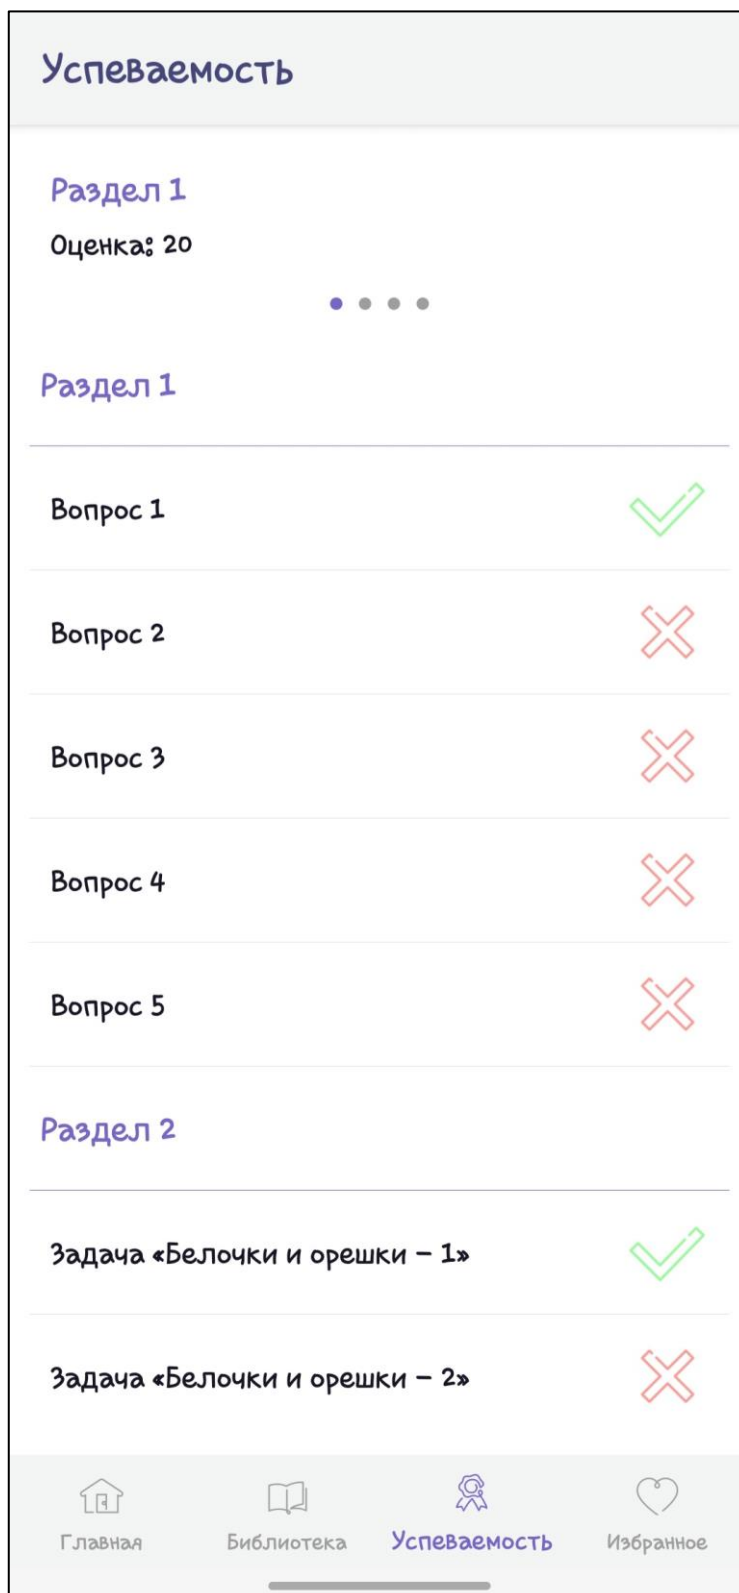 Успеваемость
Раздел 1
Оценка: 20
Раздел 1
Вопрос 1
Вопрос 2
Вопрос 3
Вопрос 4
Вопрос 5
Раздел 2
Задача «Белочки и орешки – 1»
Задача «Белочки и орешки – 2»
Главная Библиотека Успеваемость Избранное